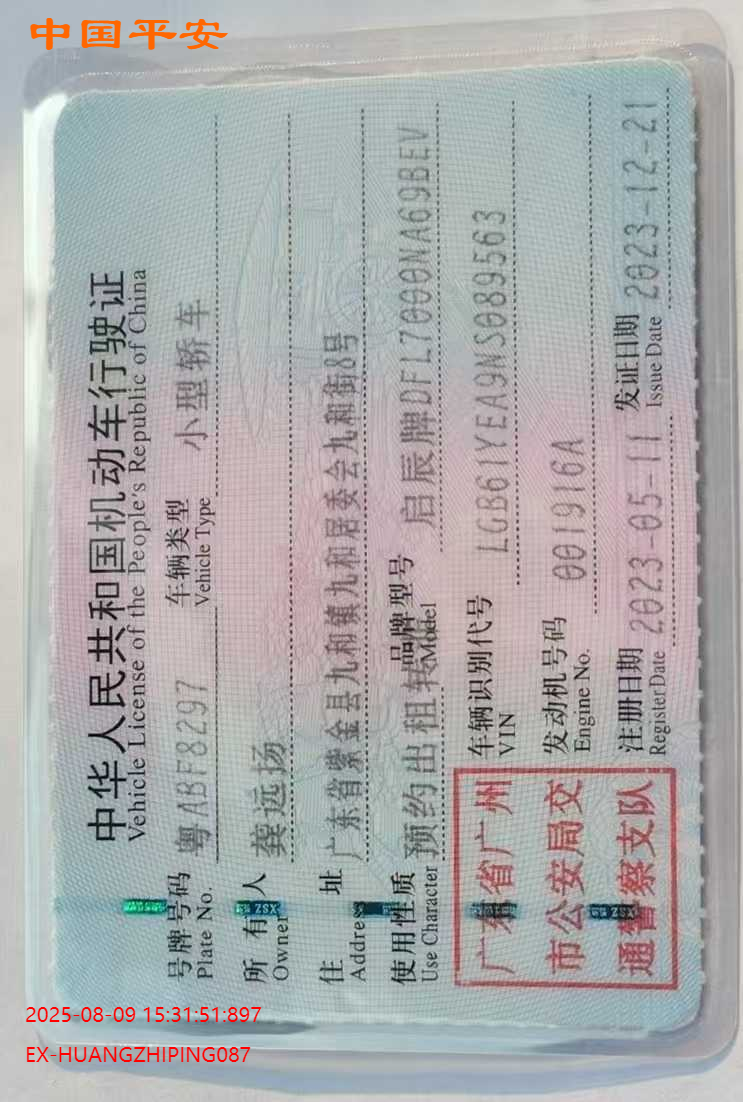 中国平安
中华人民共和国机动车行驶证
Vehicle License of the People's Republic of China
号牌号码 粤ABF8297 车辆类型 小型轿车
Plate No. Vehicle Type
所有人 龚远扬
Owner
住址 广东省紫金县九和镇九和居委会九和街8号
Address
使用性质 预约出租转非 品牌型号 启辰牌DFL7000NA69BEV
Use Character Model
广东省广州
市公安局交
通警察支队
车辆识别代号 LGB61YEA9NS089563
VIN
发动机号码 001916A
Engine No.
注册日期 2023-05-11 发证日期 2023-12-21
Register Date Issue Date
2025-08-09 15:31:51:897
EX-HUANGZHIPING087